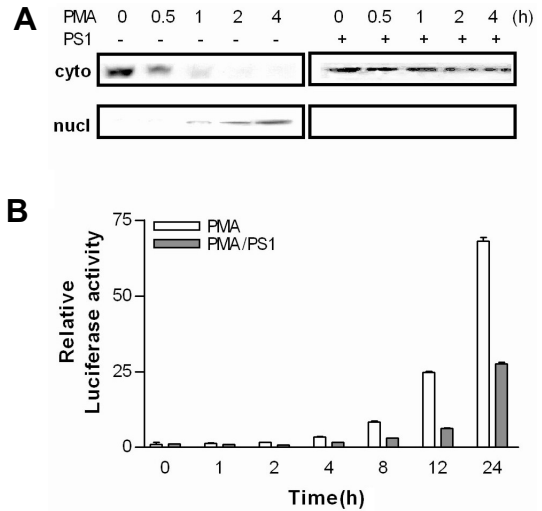 A
PMA 0 0.5 1 2 4 0 0.5 1 2 4 (h)
PS1 - - - - - + + + + +
cyto
nucl
B
75
50
25
0
Relative
Luciferase activity
PMA
PMA/PS1
0 1 2 4 8 12 24
Time(h)